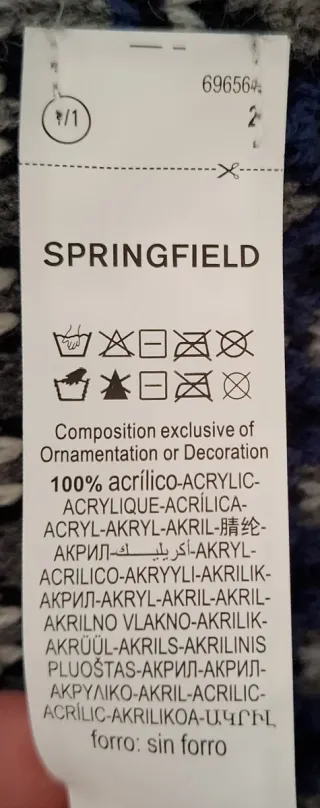 69656
2
/1
SPRINGFIELD
Composition exclusive of
Ornamentation or Decoration
100% acrílico-ACRYLIC-
ACRYLIQUE-ACRÍLICA-
ACRYL-AKRYL-AKRIL-腈纶-
АКРИЛ-أكريليك-AKRYL-
ACRILICO-AKRYYLI-AKRILIK-
АКРИЛ-AKRYL-AKRIL-AKRIL-
AKRILNO VLAKNO-AKRILIK-
AKRÜÜL-AKRILS-AKRILINIS
PLUOŠTAS-АКРИЛ-АКРИЛ-
ΑΚΡΥΛΙΚΟ-AKRIL-ACRILIC-
ACRÍLIC-AKRILIKOA-ԱԿՐԻԼ
forro: sin forro